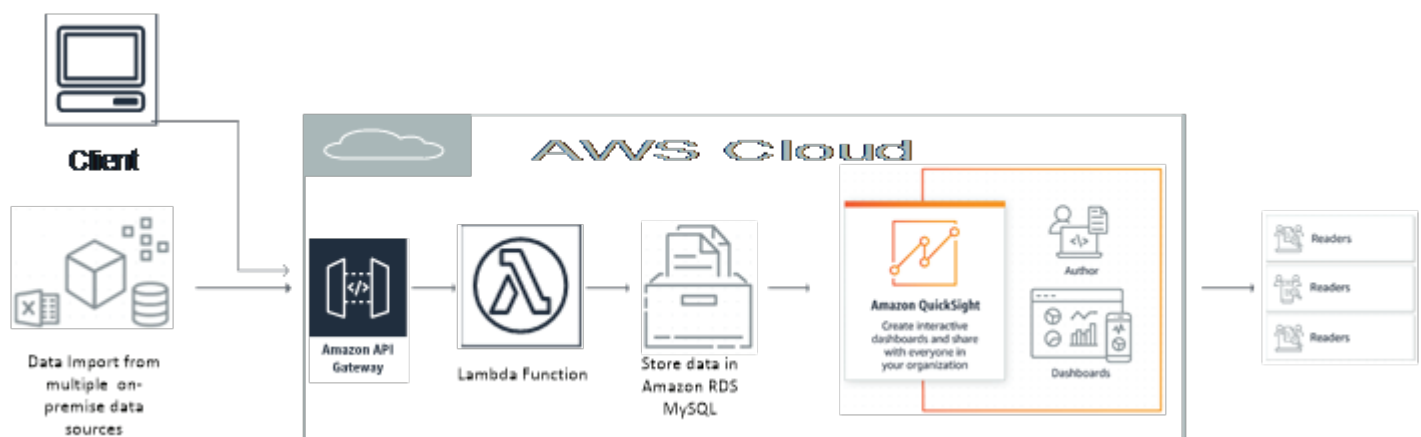 Client
Data Import from
multiple on-
premise data
sources
AWS Cloud
Amazon API
Gateway
Lambda Function
Store data in
Amazon RDS
MySQL
Amazon QuickSight
Create interactive
dashboards and share
with everyone in
your organization
Author
Dashboards
Readers
Readers
Readers